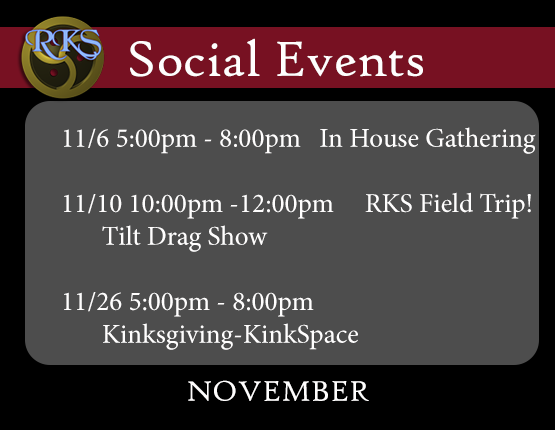 RKS
Social Events
11/6 5:00pm - 8:00pm In House Gathering
11/10 10:00pm -12:00pm RKS Field Trip!
Tilt Drag Show
11/26 5:00pm - 8:00pm
Kinksgiving-KinkSpace
NOVEMBER